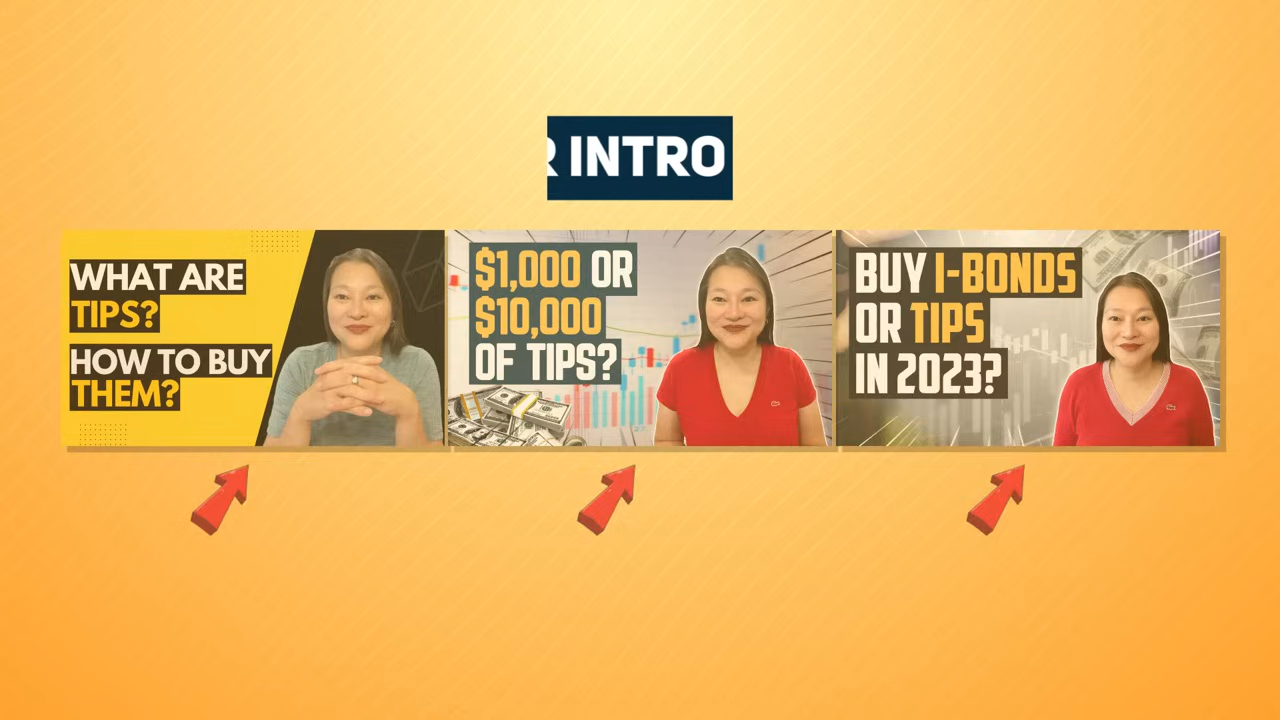 INTRO
WHAT ARE
TIPS?
HOW TO BUY
THEM?
$1,000 OR
$10,000
OF TIPS?
BUY I-BONDS
OR TIPS
IN 2023?